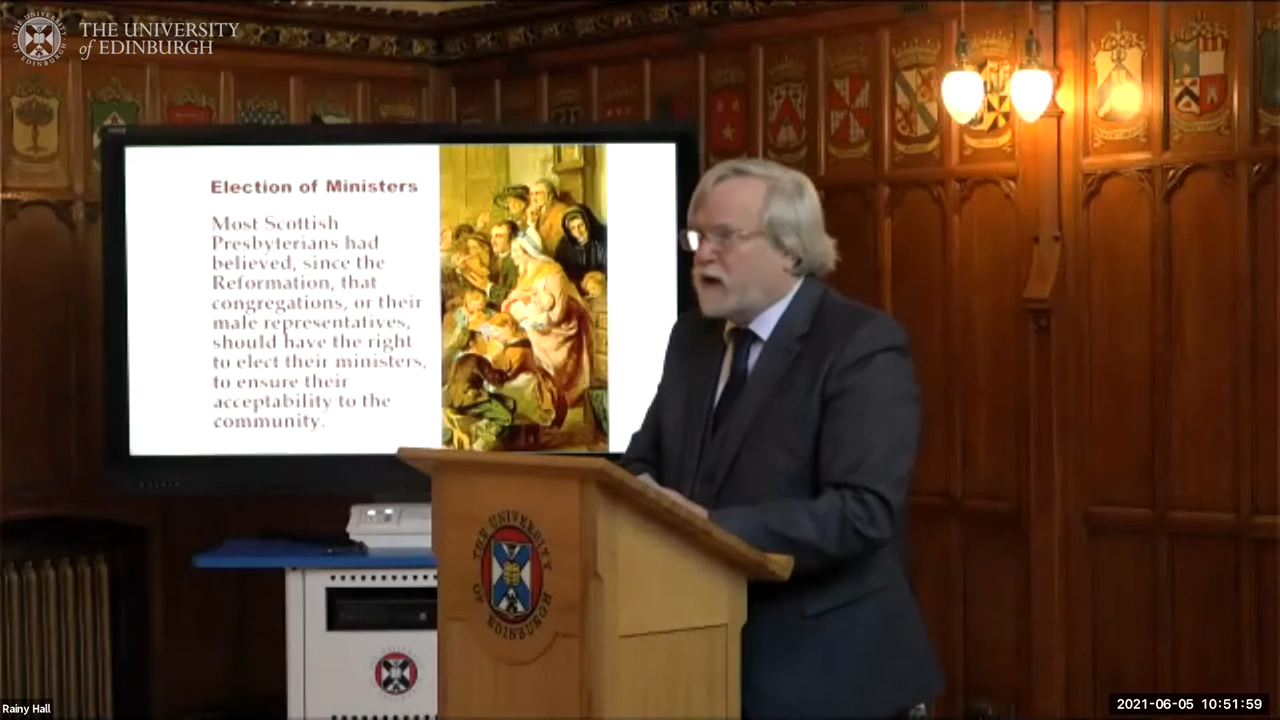 THE UNIVERSITY
of EDINBURGH
Election of Ministers
Most Scottish
Presbyterians had
believed, since the
Reformation, that
congregations, or their
male representatives,
should have the right
to elect their ministers,
to ensure their
acceptability to the
community.
THE UNIVERSITY
OF EDINBURGH
Rainy Hall
2021-06-05 10:51:59